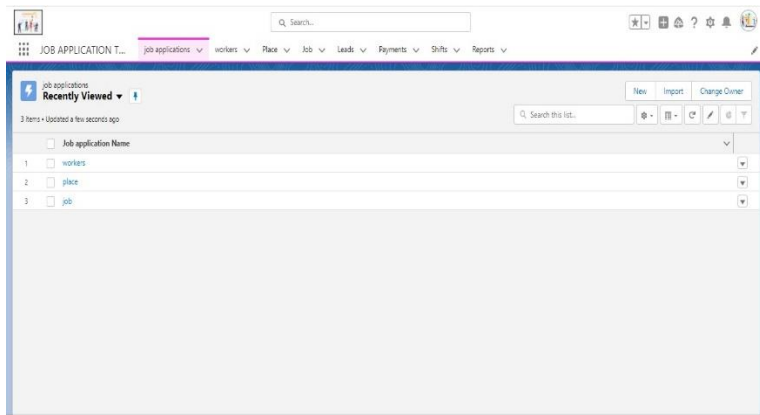 Search...
JOB APPLICATION T... job applications workers Place Job Leads Payments Shifts Reports
job applications
Recently Viewed
New Import Change Owner
3 items • Updated a few seconds ago
Search this list...
Job application Name
1 workers
2 place
3 job